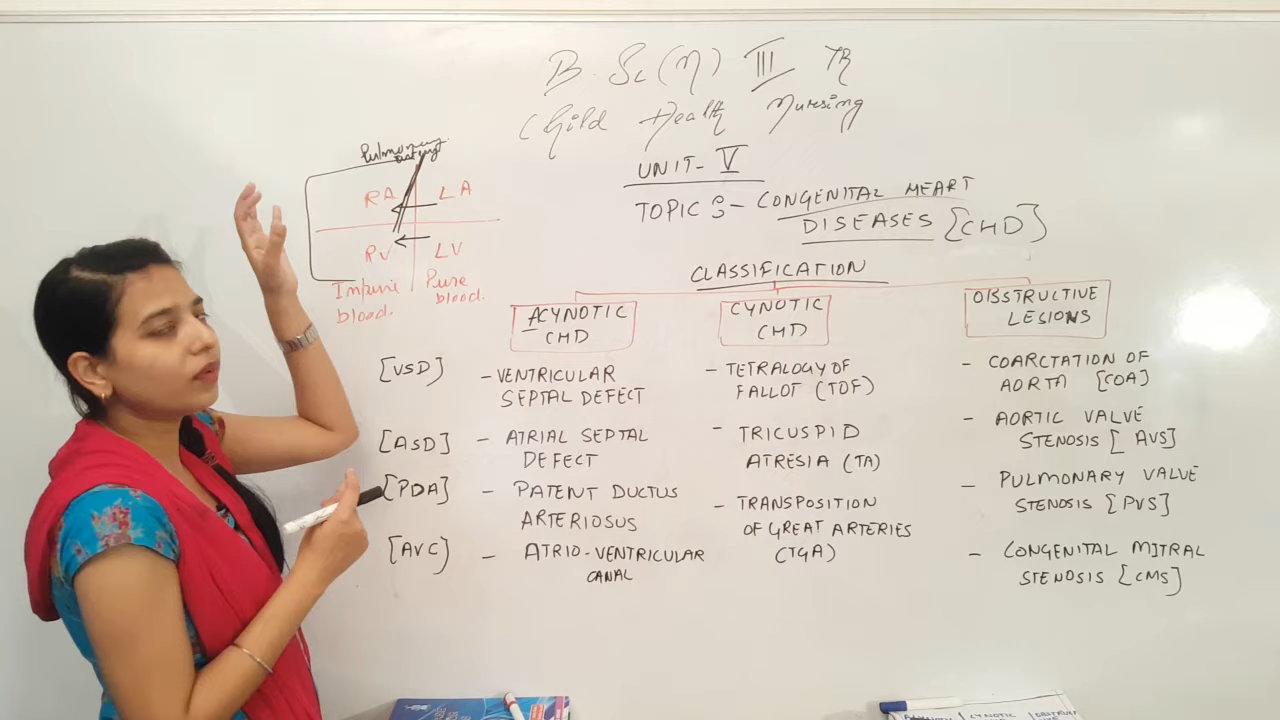 B.Sc(N) III YR
Child Health Nursing
UNIT- V
TOPIC 3- CONGENITAL HEART
DISEASES [CHD]
CLASSIFICATION
Pulmonary
artery
RA LA
RV LV
Impure
blood.
Pure
blood.
ACYNOTIC
CHD
[VSD] - VENTRICULAR
SEPTAL DEFECT
[ASD] - ATRIAL SEPTAL
DEFECT
[PDA] - PATENT DUCTUS
ARTERIOSUS
[AVC] - ATRIO-VENTRICULAR
CANAL
CYNOTIC
CHD
- TETRALOGY OF
FALLOT (TOF)
- TRICUSPID
ATRESIA (TA)
- TRANSPOSITION
OF GREAT ARTERIES
(TGA)
OBSTRUCTIVE
LESIONS
- COARCTATION OF
AORTA [COA]
- AORTIC VALVE
STENOSIS [AVS]
- PULMONARY VALVE
STENOSIS [PVS]
- CONGENITAL MITRAL
STENOSIS [CMS]